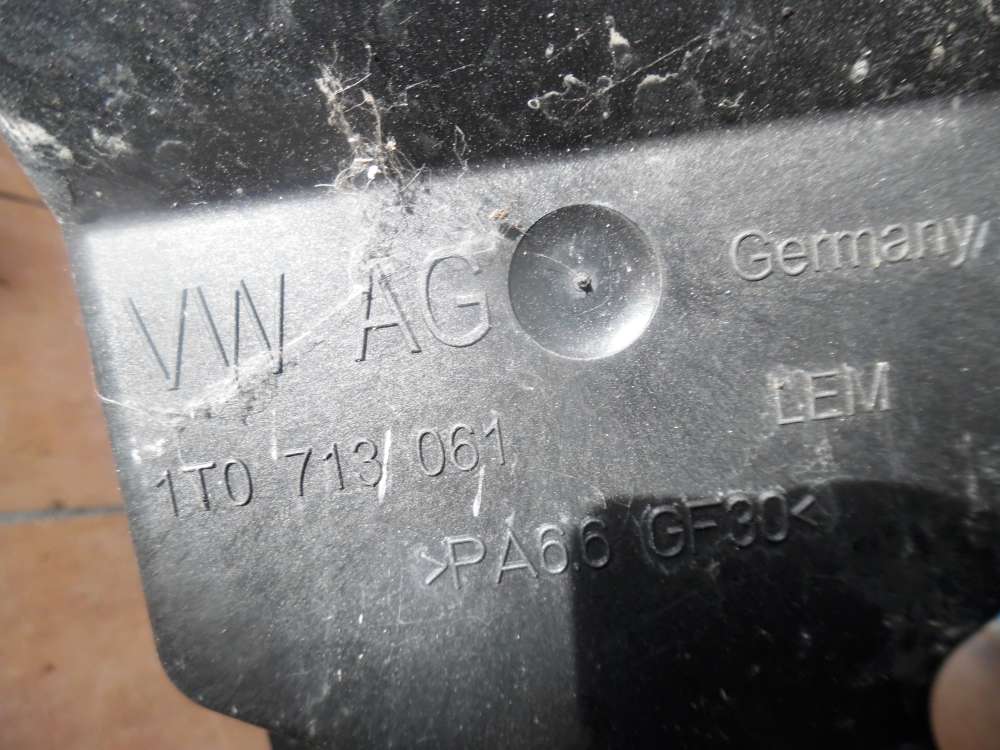 VW AG
Germany
1T0 713 061
LEM
>PA6.6 GF30<